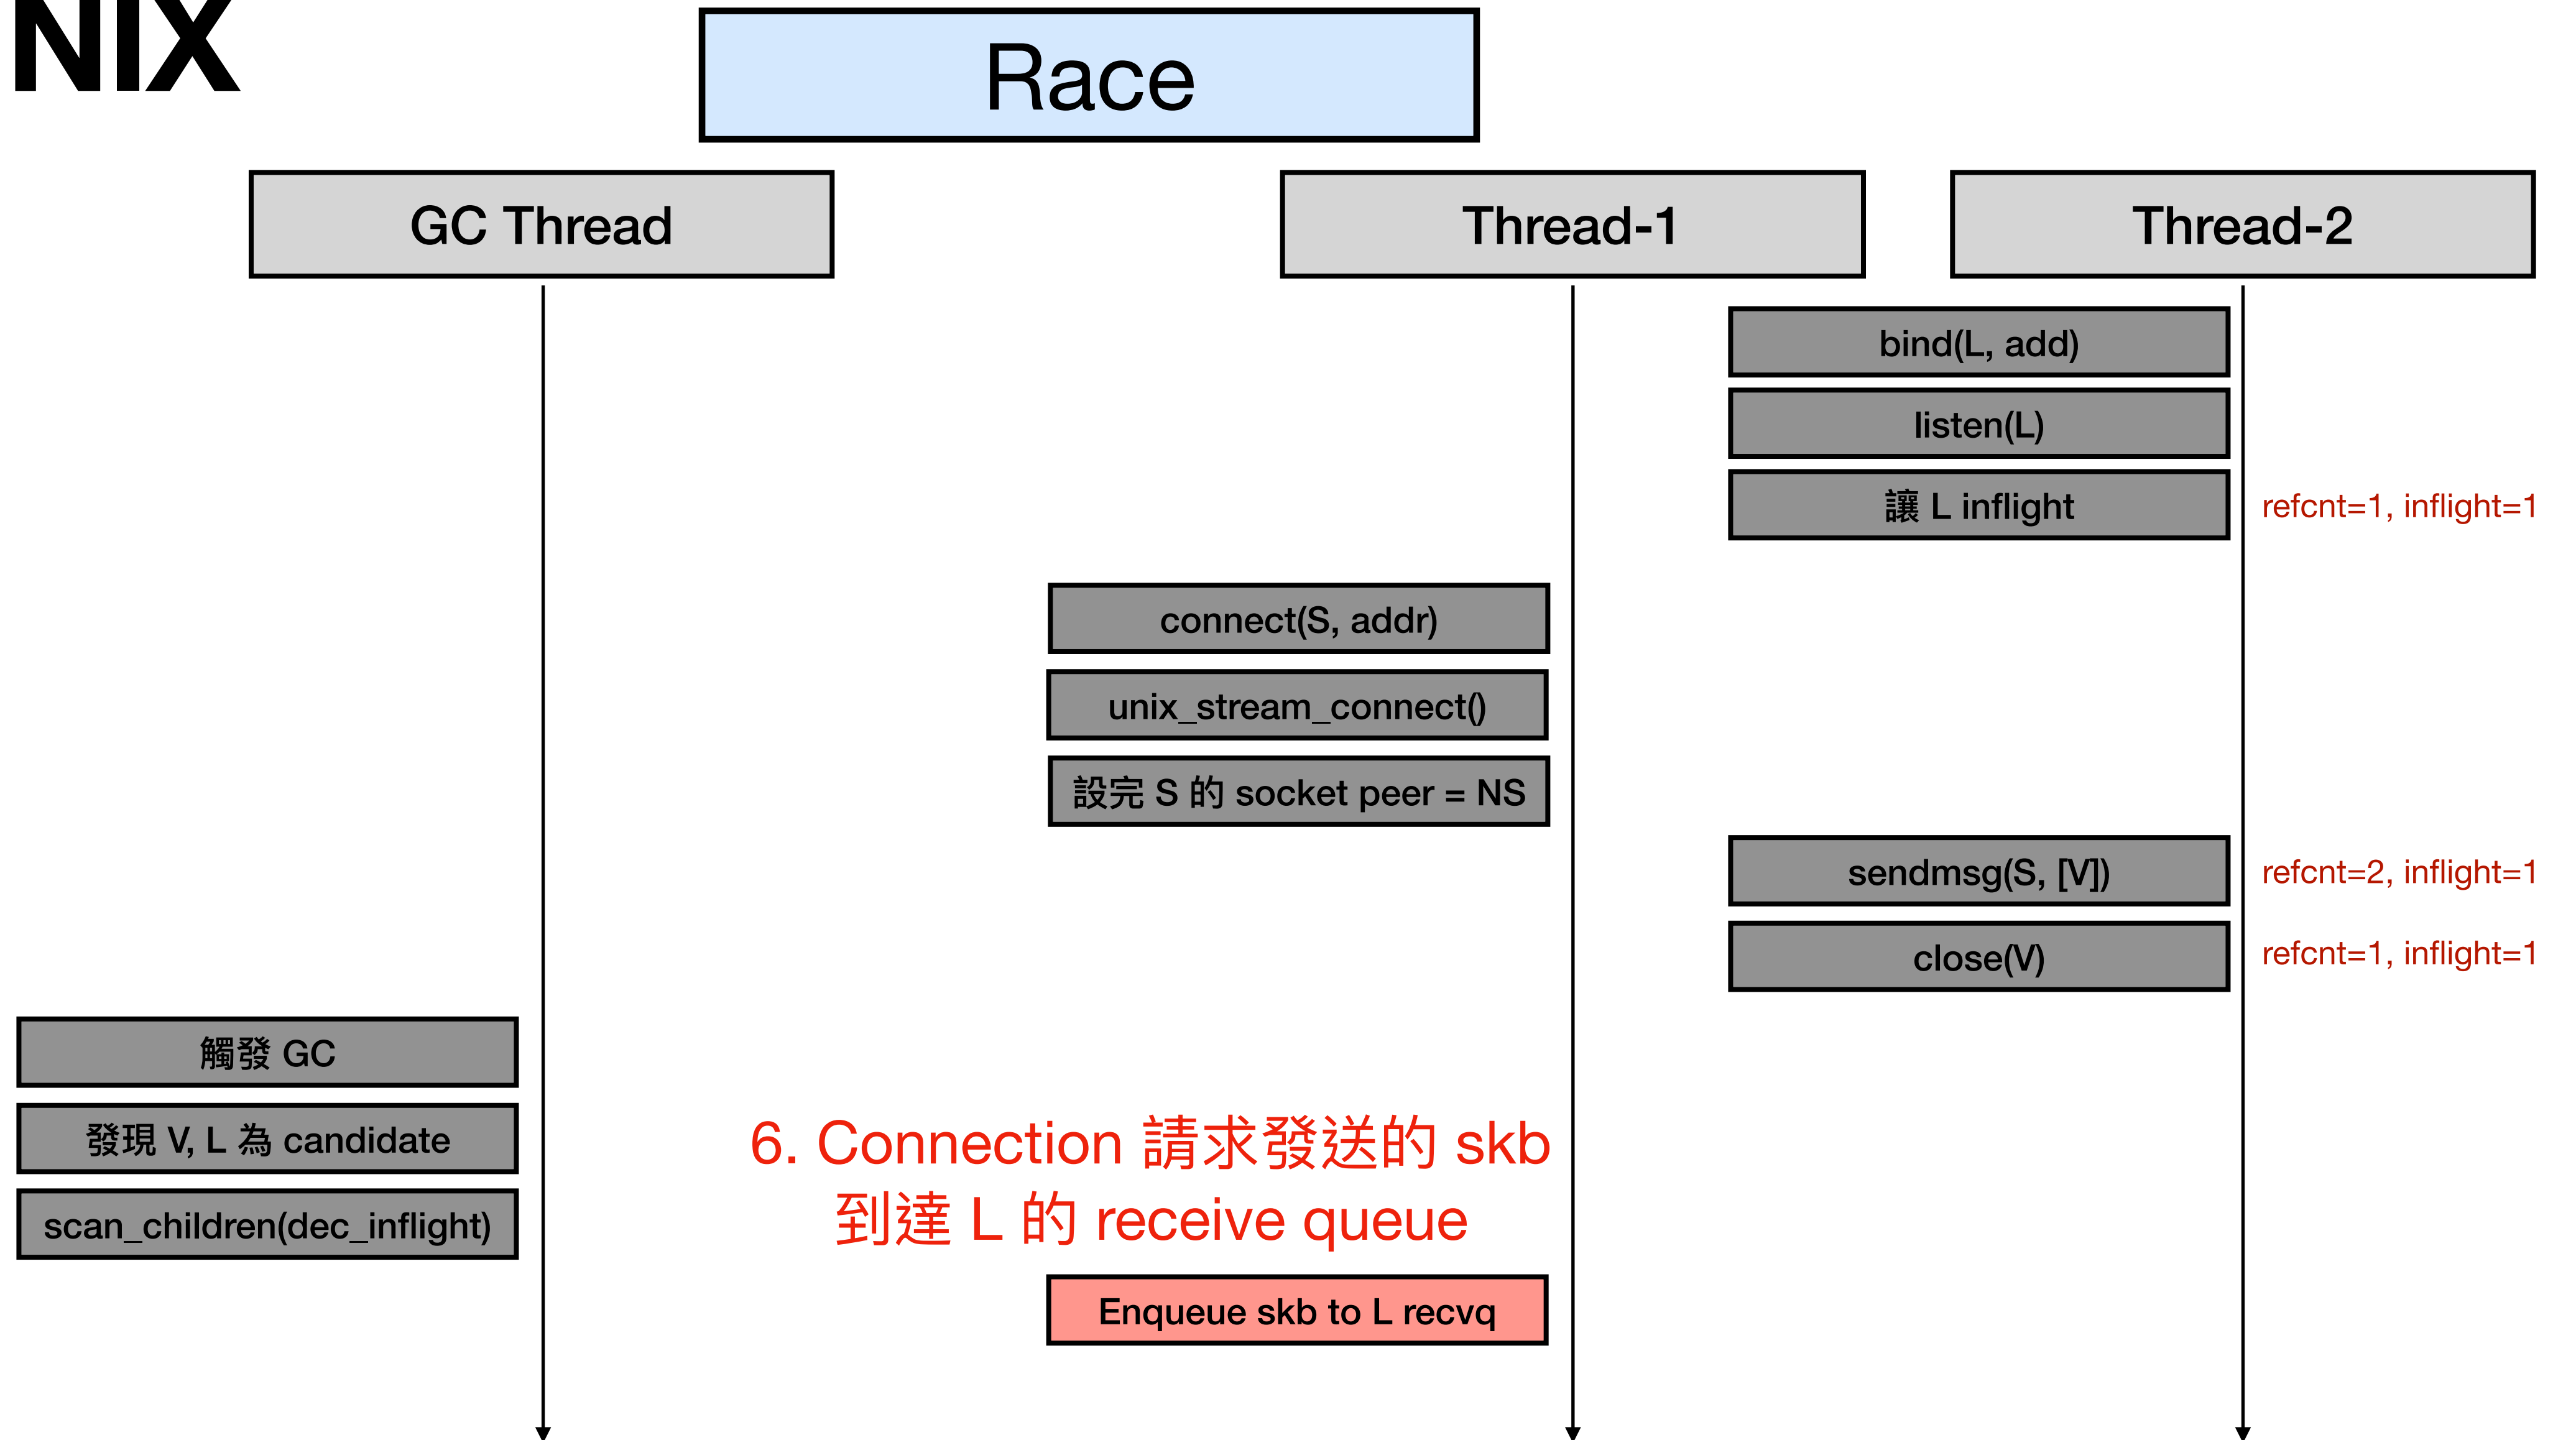 NIX
Race
GC Thread
Thread-1
Thread-2
bind(L, add)
listen(L)
讓 L inflight
refcnt=1, inflight=1
connect(S, addr)
unix_stream_connect()
設完 S 的 socket peer = NS
sendmsg(S, [V])
refcnt=2, inflight=1
close(V)
refcnt=1, inflight=1
觸發 GC
發現 V, L 為 candidate
scan_children(dec_inflight)
6. Connection 請求發送的 skb
到達 L 的 receive queue
Enqueue skb to L recvq